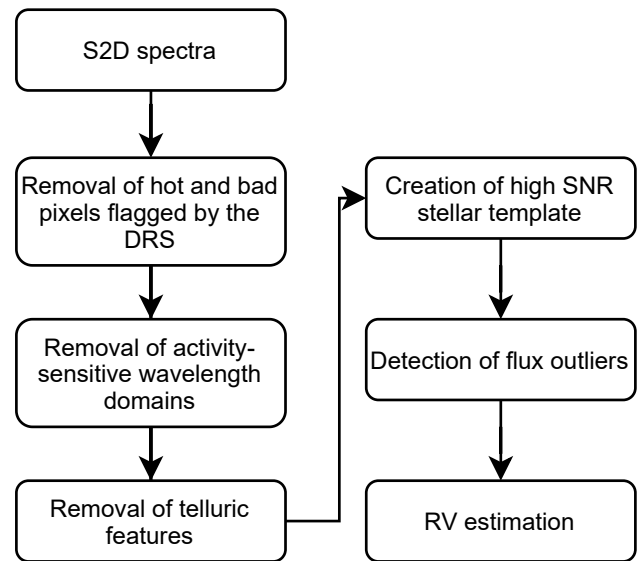 S2D spectra
Removal of hot and bad
pixels flagged by the
DRS
Removal of activity-
sensitive wavelength
domains
Removal of telluric
features
Creation of high SNR
stellar template
Detection of flux outliers
RV estimation